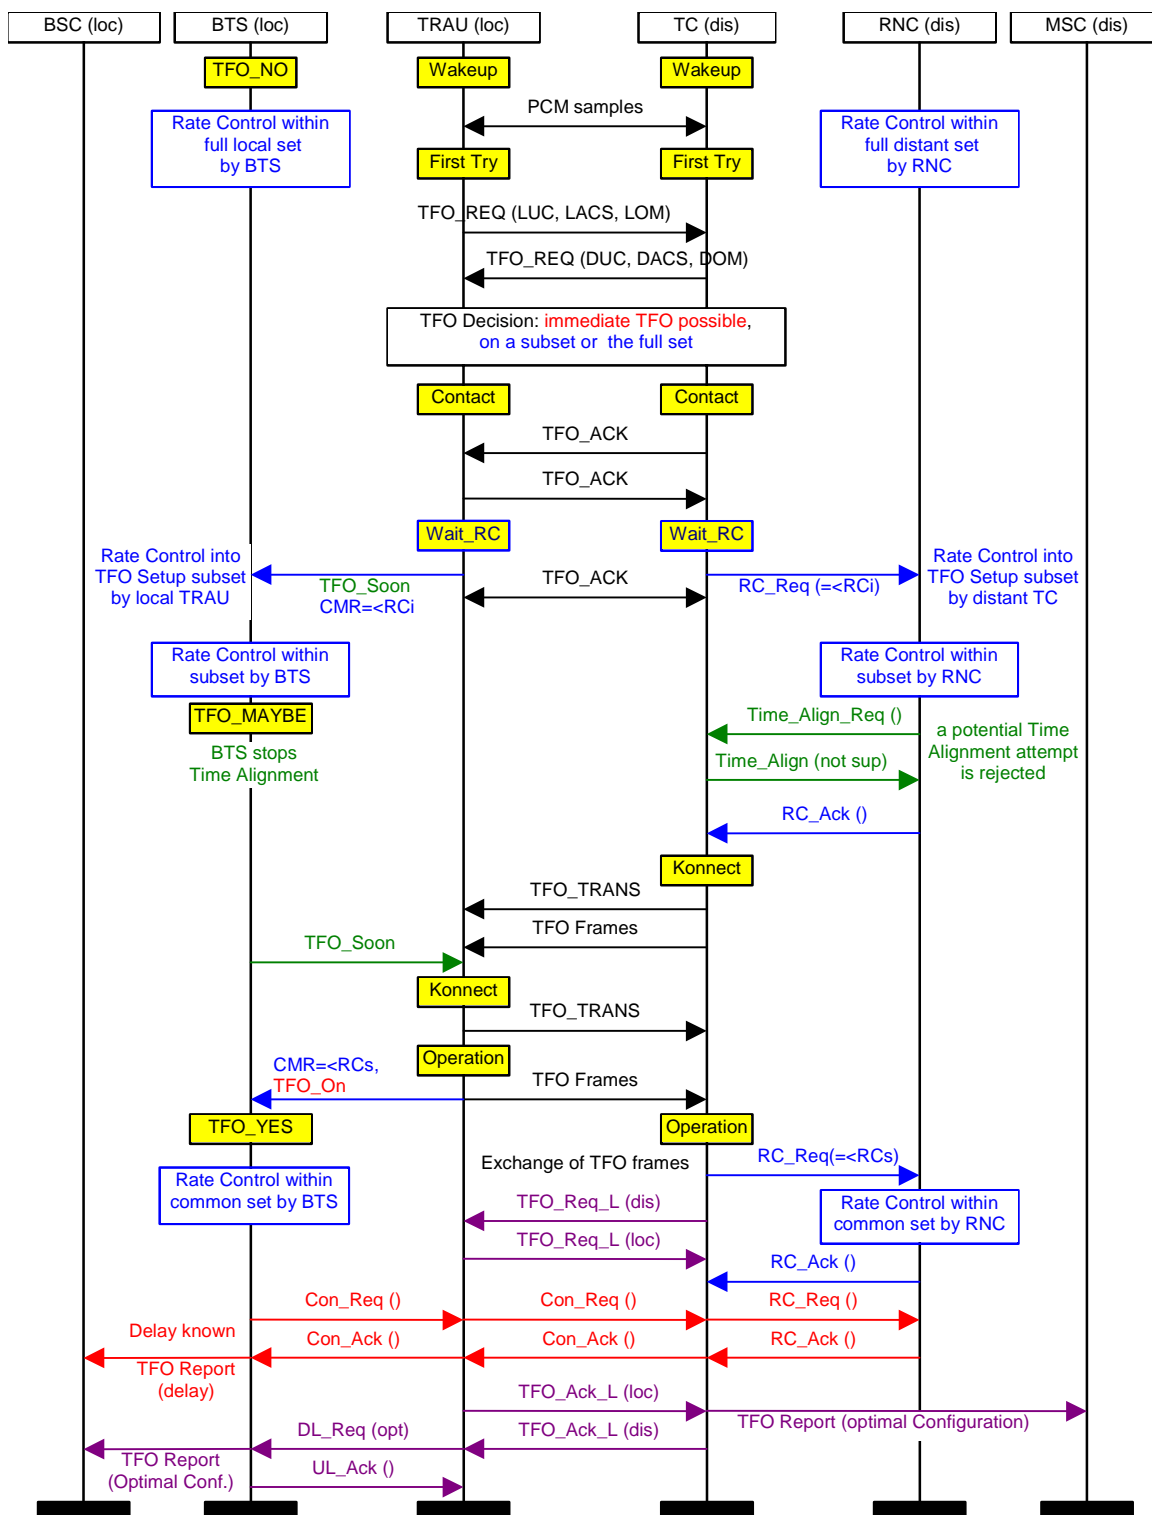 BSC (loc)
BTS (loc)
TRAU (loc)
TC (dis)
RNC (dis)
MSC (dis)
TFO_NO
Wakeup
Wakeup
PCM samples
Rate Control within
full local set
by BTS
Rate Control within
full distant set
by RNC
First Try
First Try
TFO_REQ (LUC, LACS, LOM)
TFO_REQ (DUC, DACS, DOM)
TFO Decision: immediate TFO possible,
on a subset or the full set
Contact
Contact
TFO_ACK
TFO_ACK
Wait_RC
Wait_RC
Rate Control into
TFO Setup subset
by local TRAU
TFO_Soon
CMR=<RCi
TFO_ACK
RC_Req (=<RCi)
Rate Control into
TFO Setup subset
by distant TC
Rate Control within
subset by BTS
Rate Control within
subset by RNC
TFO_MAYBE
BTS stops
Time Alignment
Time_Align_Req ()
Time_Align (not sup)
a potential Time
Alignment attempt
is rejected
RC_Ack ()
Konnect
TFO_TRANS
TFO Frames
TFO_Soon
Konnect
TFO_TRANS
Operation
CMR=<RCs,
TFO_On
TFO Frames
TFO_YES
Operation
Exchange of TFO frames
RC_Req(=<RCs)
Rate Control within
common set by BTS
TFO_Req_L (dis)
Rate Control within
common set by RNC
TFO_Req_L (loc)
RC_Ack ()
Con_Req ()
Con_Req ()
RC_Req ()
Delay known
Con_Ack ()
Con_Ack ()
RC_Ack ()
TFO Report
(delay)
TFO_Ack_L (loc)
TFO Report (optimal Configuration)
DL_Req (opt)
TFO_Ack_L (dis)
TFO Report
(Optimal Conf.)
UL_Ack ()